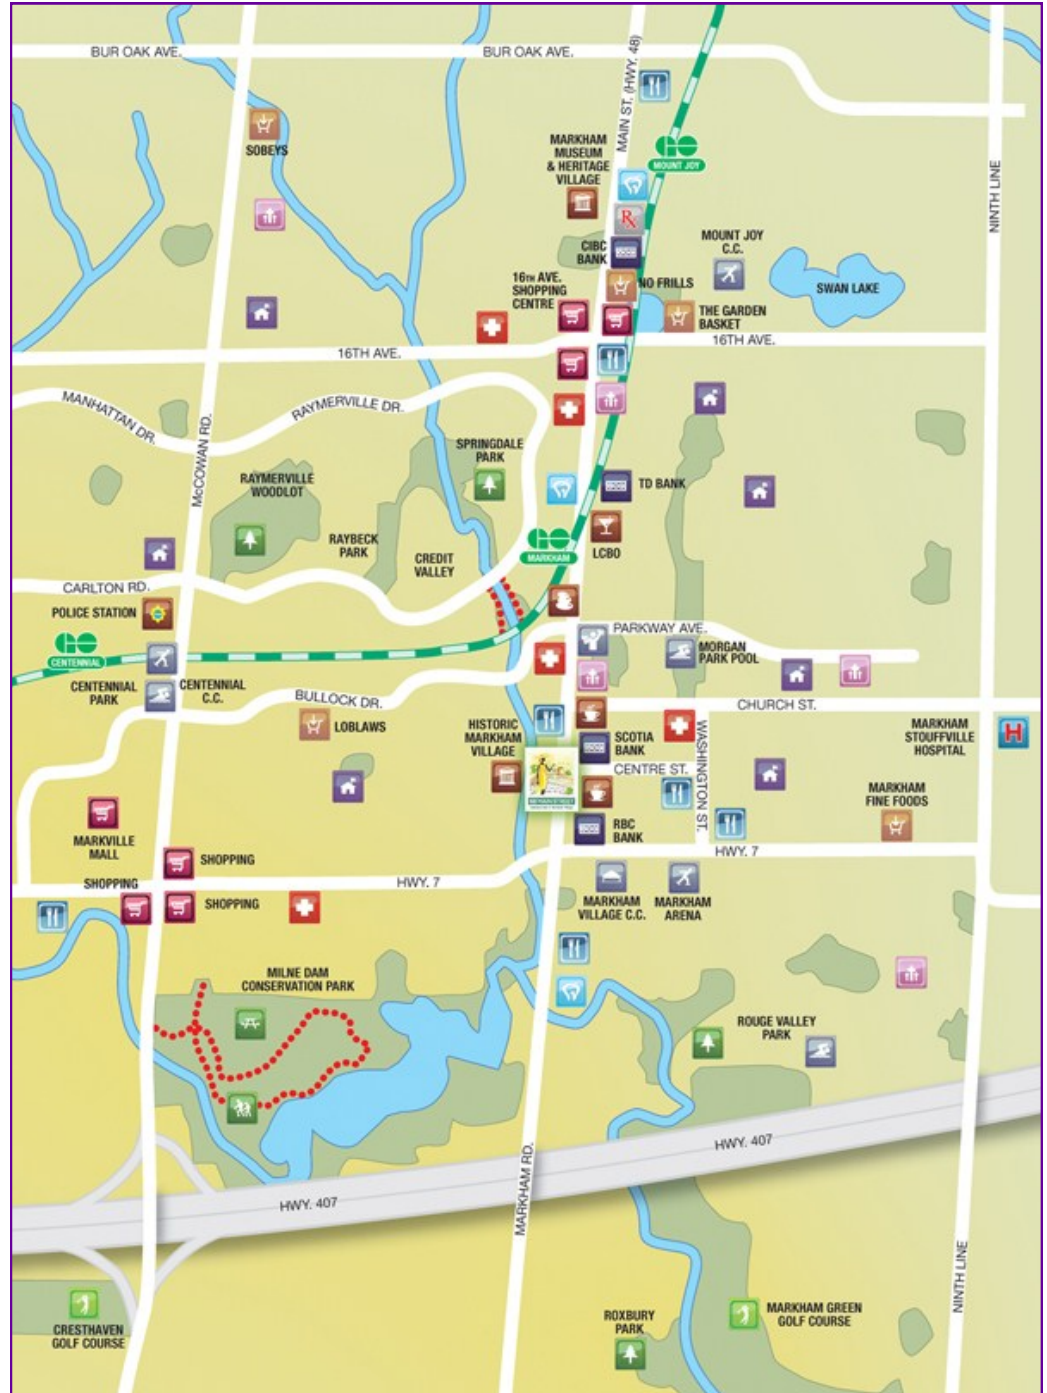 BUR OAK AVE.
BUR OAK AVE.
MAIN ST. (HWY. 48)
SOBEYS
MARKHAM
MUSEUM
& HERITAGE
VILLAGE
GO
MOUNT JOY
NINTH LINE
Rx
CIBC
BANK
MOUNT JOY
C.C.
16TH AVE.
SHOPPING
CENTRE
NO FRILLS
SWAN LAKE
THE GARDEN
BASKET
16TH AVE.
16TH AVE.
MANHATTAN DR.
RAYMERVILLE DR.
McCOWAN RD.
SPRINGDALE
PARK
RAYMERVILLE
WOODLOT
TD BANK
RAYBECK
PARK
CREDIT
VALLEY
GO
MARKHAM
LCBO
CARLTON RD.
POLICE STATION
GO
CENTENNIAL
PARKWAY AVE.
MORGAN
PARK POOL
CENTENNIAL
PARK
CENTENNIAL
C.C.
BULLOCK DR.
LOBLAWS
CHURCH ST.
HISTORIC
MARKHAM
VILLAGE
SCOTIA
BANK
WASHINGTON ST.
MARKHAM
STOUFFVILLE
HOSPITAL
H
CENTRE ST.
MARKHAM
FINE FOODS
MARKVILLE
MALL
RBC
BANK
HWY. 7
SHOPPING
SHOPPING
HWY. 7
SHOPPING
MARKHAM
VILLAGE C.C.
MARKHAM
ARENA
MILNE DAM
CONSERVATION PARK
ROUGE VALLEY
PARK
HWY. 407
MARKHAM RD.
HWY. 407
NINTH LINE
CRESTHAVEN
GOLF COURSE
ROXBURY
PARK
MARKHAM GREEN
GOLF COURSE